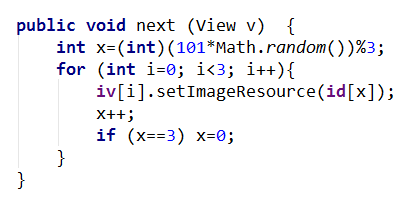 public void next (View v)  {
    int x=(int)(101*Math.random())%3;
    for (int i=0; i<3; i++){
        iv[i].setImageResource(id[x]);
        x++;
        if (x==3) x=0;
    }
}